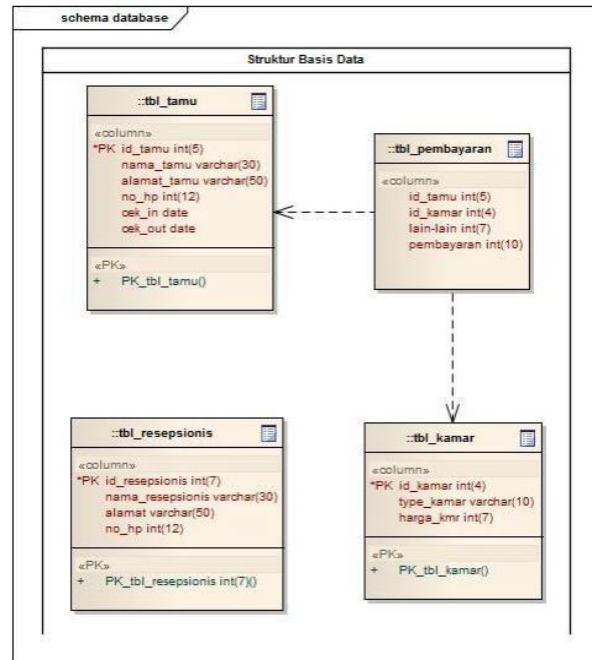 schema database
Struktur Basis Data
::tbl_tamu
«column»
*PK id_tamu int(5)
nama_tamu varchar(30)
alamat_tamu varchar(50)
no_hp int(12)
cek_in date
cek_out date
«PK»
+ PK_tbl_tamu()
::tbl_pembayaran
«column»
id_tamu int(5)
id_kamar int(4)
lain-lain int(7)
pembayaran int(10)
::tbl_resepsionis
«column»
*PK id_resepsionis int(7)
nama_resepsionis varchar(30)
alamat varchar(50)
no_hp int(12)
«PK»
+ PK_tbl_resepsionis int(7)()
::tbl_kamar
«column»
*PK id_kamar int(4)
type_kamar varchar(10)
harga_kmr int(7)
«PK»
+ PK_tbl_kamar()